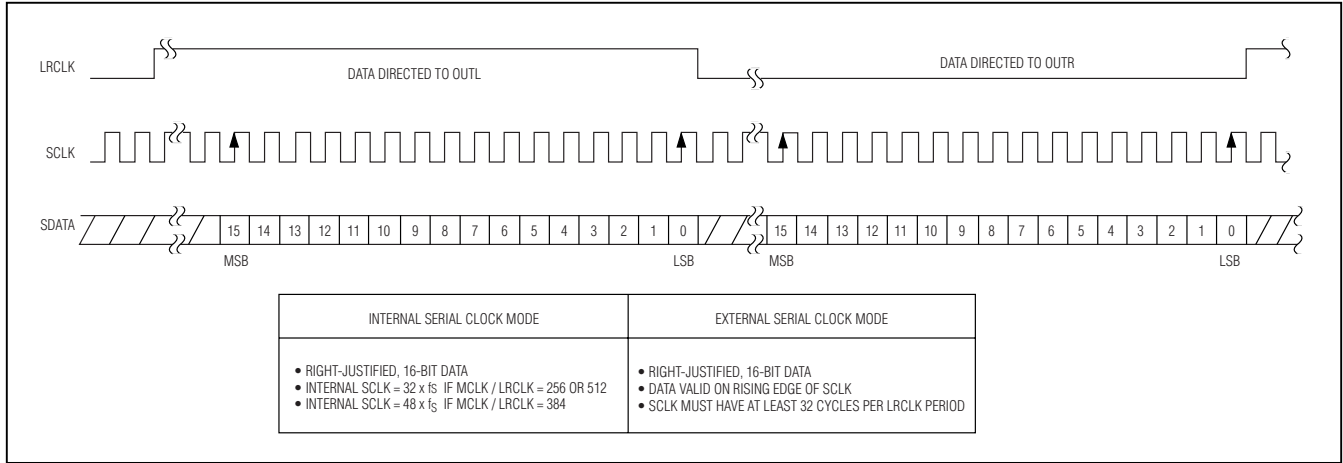 LRCLK
DATA DIRECTED TO OUTL
DATA DIRECTED TO OUTR
SCLK
SDATA
15 14 13 12 11 10 9 8 7 6 5 4 3 2 1 0 15 14 13 12 11 10 9 8 7 6 5 4 3 2 1 0
MSB LSB MSB LSB
INTERNAL SERIAL CLOCK MODE
• RIGHT-JUSTIFIED, 16-BIT DATA
• INTERNAL SCLK = 32 x fS IF MCLK / LRCLK = 256 OR 512
• INTERNAL SCLK = 48 x fS IF MCLK / LRCLK = 384
EXTERNAL SERIAL CLOCK MODE
• RIGHT-JUSTIFIED, 16-BIT DATA
• DATA VALID ON RISING EDGE OF SCLK
• SCLK MUST HAVE AT LEAST 32 CYCLES PER LRCLK PERIOD